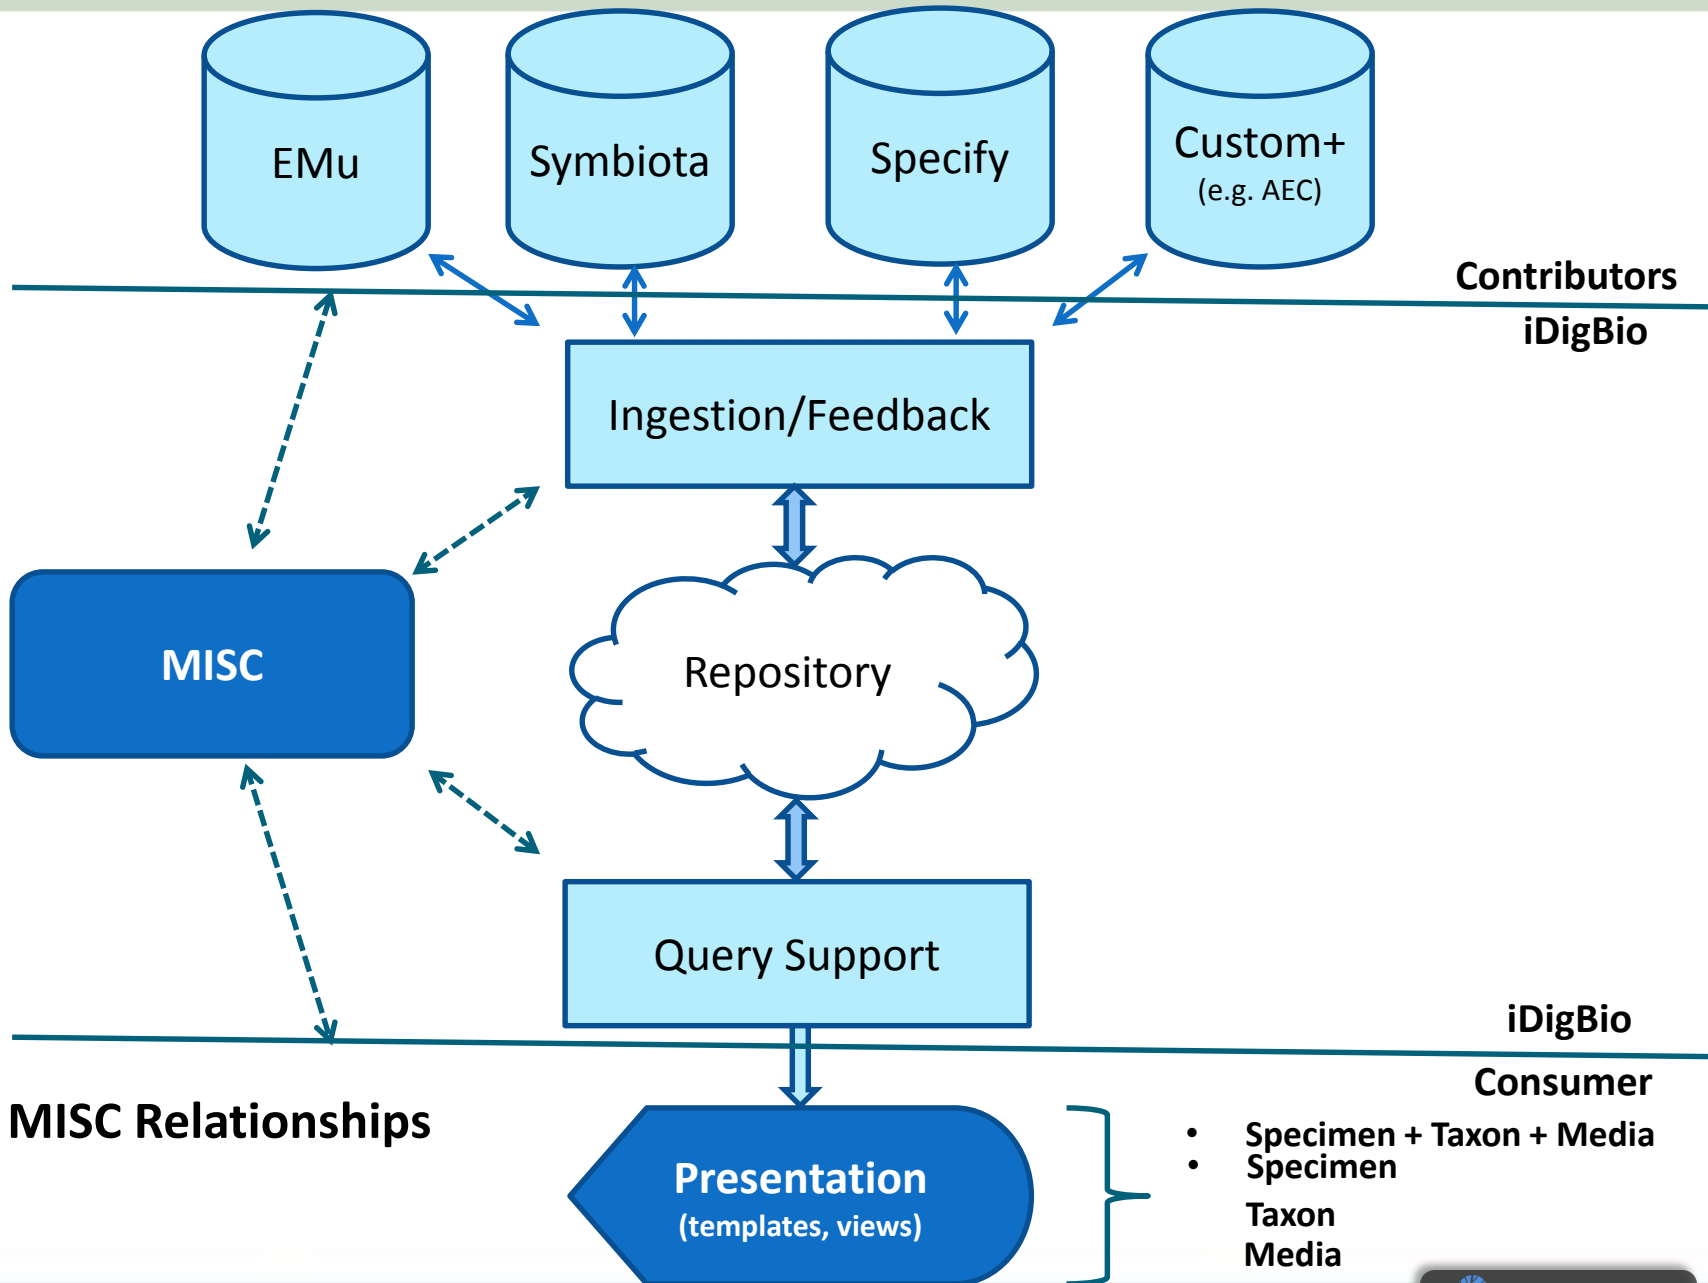 EMu
Symbiota
Specify
Custom+
(e.g. AEC)
Contributors
iDigBio
Ingestion/Feedback
MISC
Repository
Query Support
iDigBio
Consumer
MISC Relationships
Presentation
(templates, views)
• Specimen + Taxon + Media
• Specimen
Taxon
Media